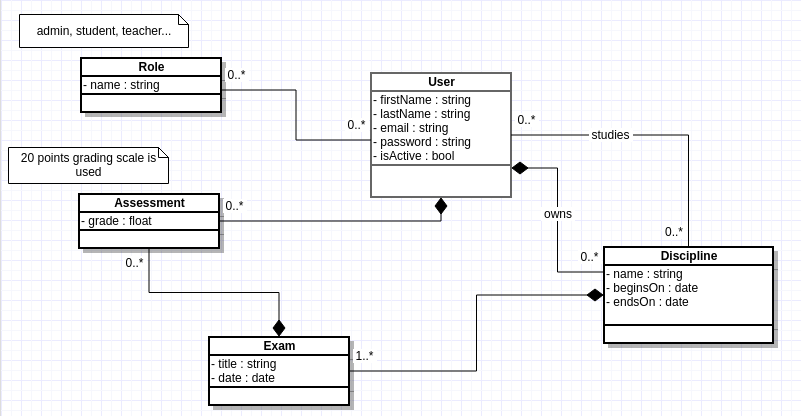 admin, student, teacher...
Role
- name : string
0..*
User
- firstName : string
- lastName : string
- email : string
- password : string
- isActive : bool
0..*
0..*
studies
20 points grading scale is
used
Assessment
- grade : float
0..*
owns
0..*
0..*
Discipline
- name : string
- beginsOn : date
- endsOn : date
0..*
Exam
- title : string
- date : date
1..*